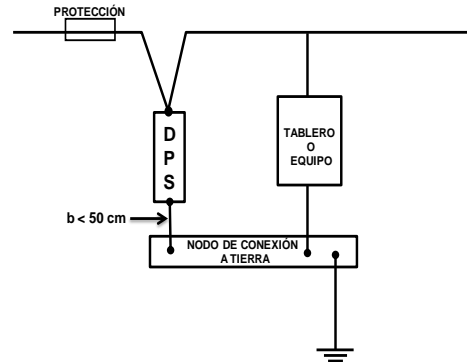 PROTECCIÓN
D
P
S
TABLERO
O
EQUIPO
b < 50 cm
NODO DE CONEXIÓN
A TIERRA